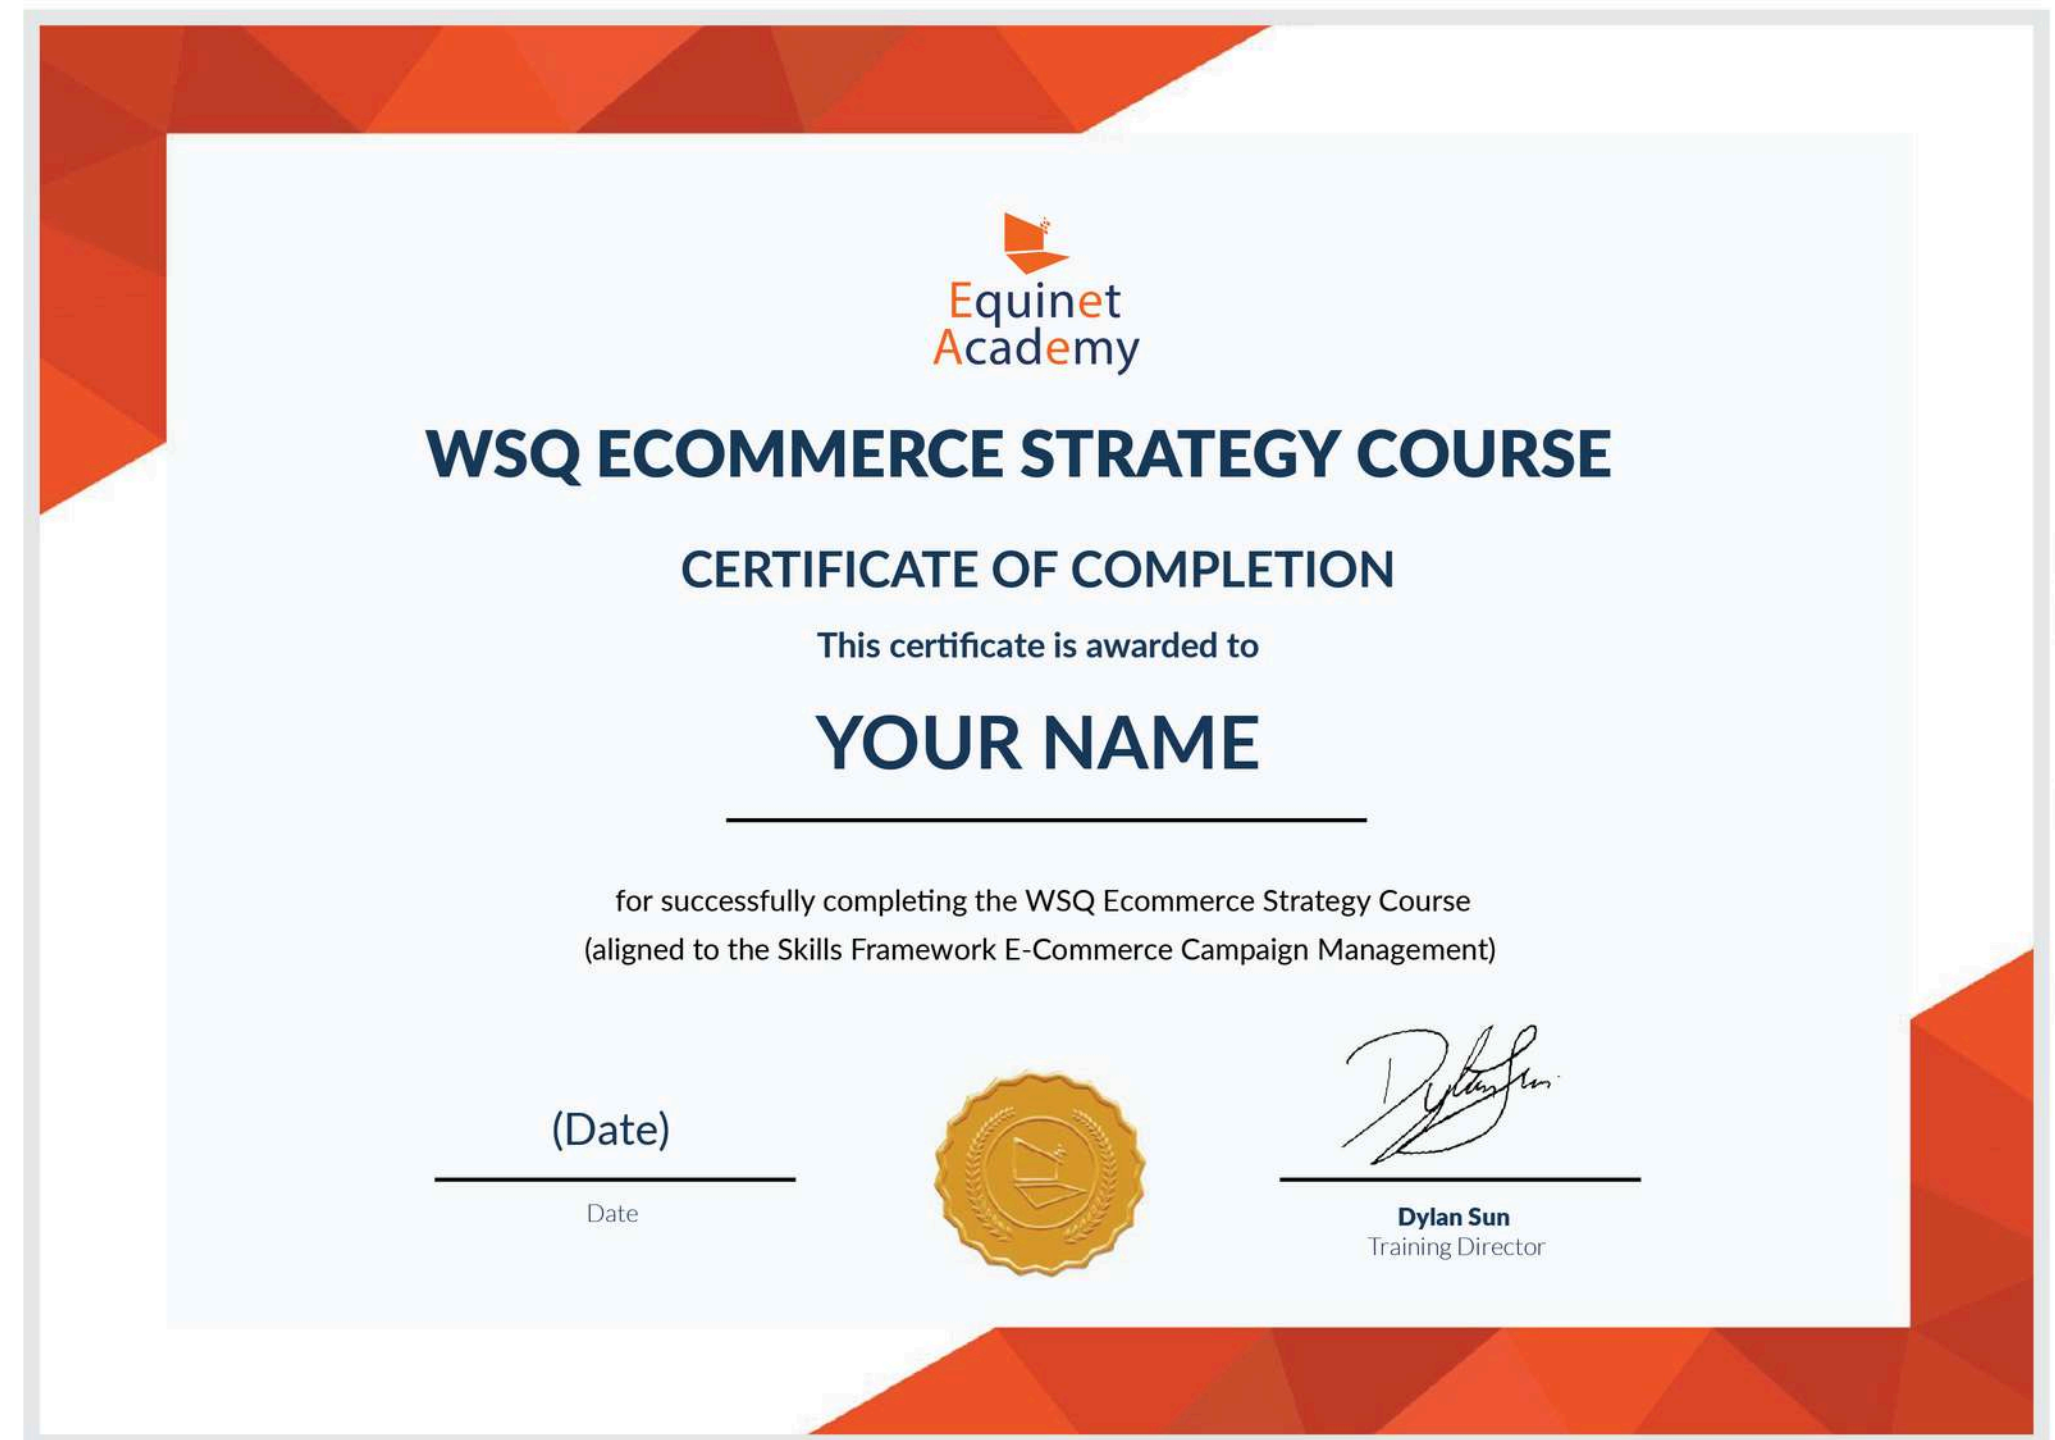 Equinet
Academy
WSQ ECOMMERCE STRATEGY COURSE
CERTIFICATE OF COMPLETION
This certificate is awarded to
YOUR NAME
for successfully completing the WSQ Ecommerce Strategy Course
(aligned to the Skills Framework E-Commerce Campaign Management)
(Date)
Date
Dylan Sun
Dylan Sun
Training Director